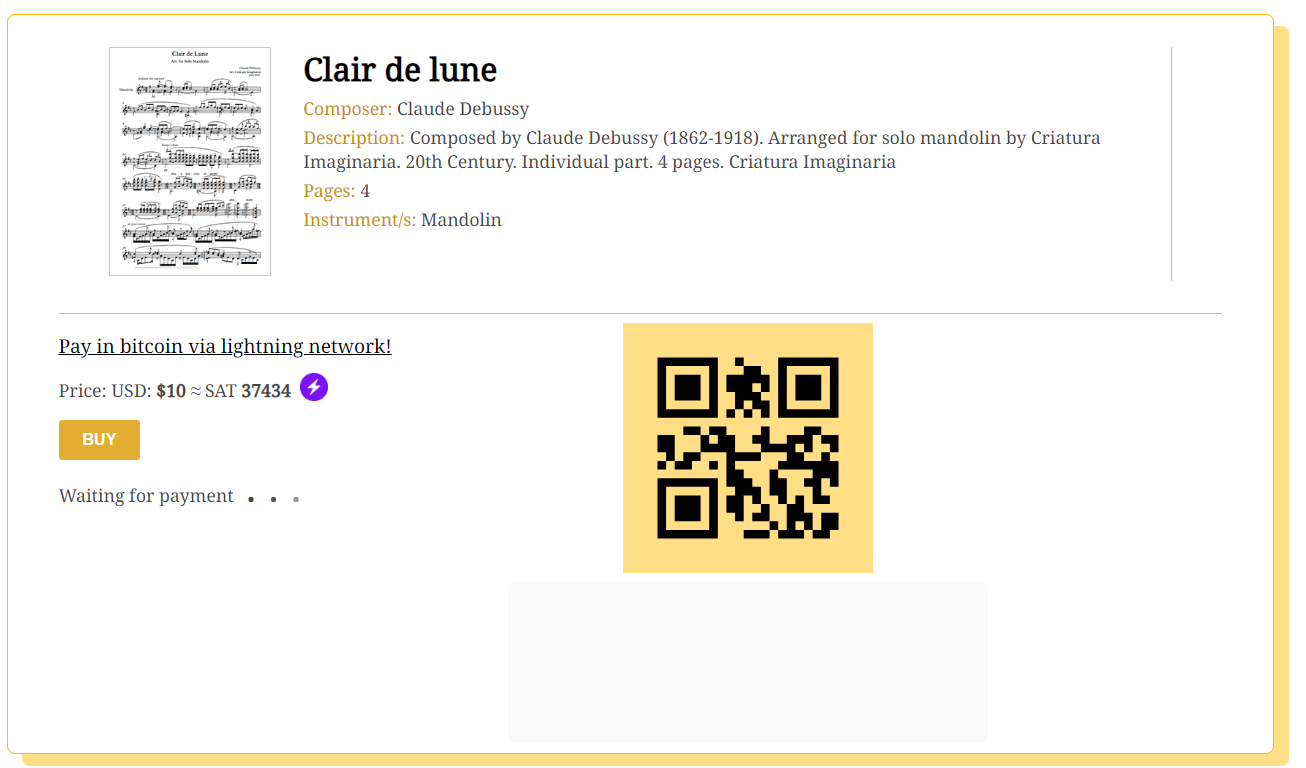 Clair de Lune
Arr. for Solo Mandolin
Clair de lune
Composer: Claude Debussy
Description: Composed by Claude Debussy (1862-1918). Arranged for solo mandolin by Criatura
Imaginaria. 20th Century. Individual part. 4 pages. Criatura Imaginaria
Pages: 4
Instrument/s: Mandolin
Pay in bitcoin via lightning network!
Price: USD: $10 ≈ SAT 37434
BUY
Waiting for payment . . .